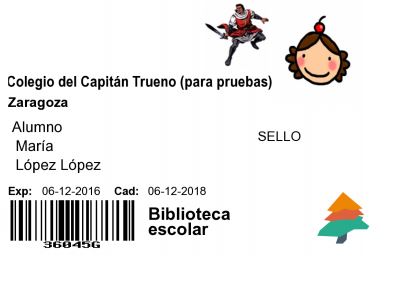 Colegio del Capitán Trueno (para pruebas)
Zaragoza
Alumno
María
López López
SELLO
Exp: 06-12-2016 Cad: 06-12-2018
36045G
Biblioteca
escolar